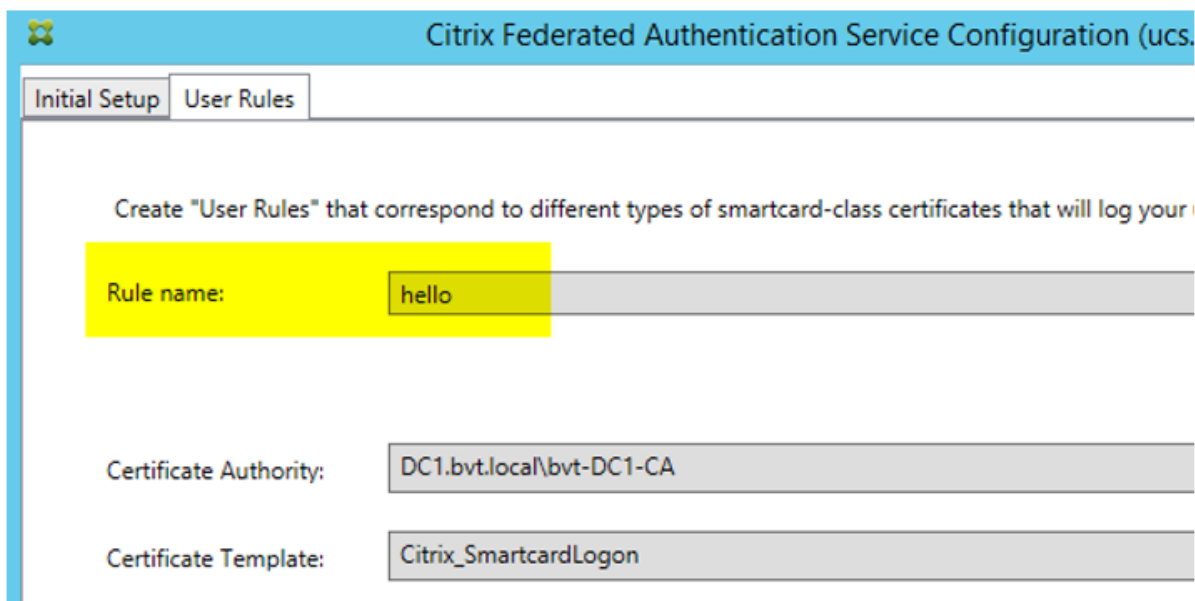 Citrix Federated Authentication Service Configuration (ucs.
Initial Setup User Rules
Create "User Rules" that correspond to different types of smartcard-class certificates that will log your
Rule name: hello
Certificate Authority: DC1.bvt.local\bvt-DC1-CA
Certificate Template: Citrix_SmartcardLogon